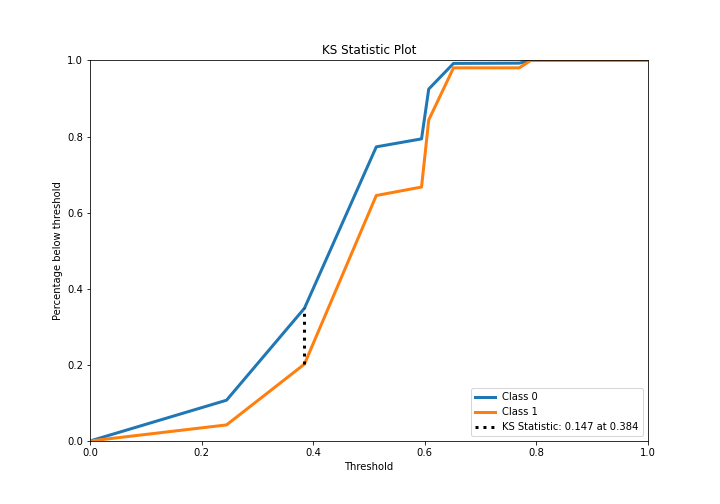 KS Statistic Plot
1.0
0.8
0.6
0.4
0.2
0.0
Percentage below threshold
0.0 0.2 0.4 0.6 0.8 1.0
Threshold
Class 0
Class 1
KS Statistic: 0.147 at 0.384